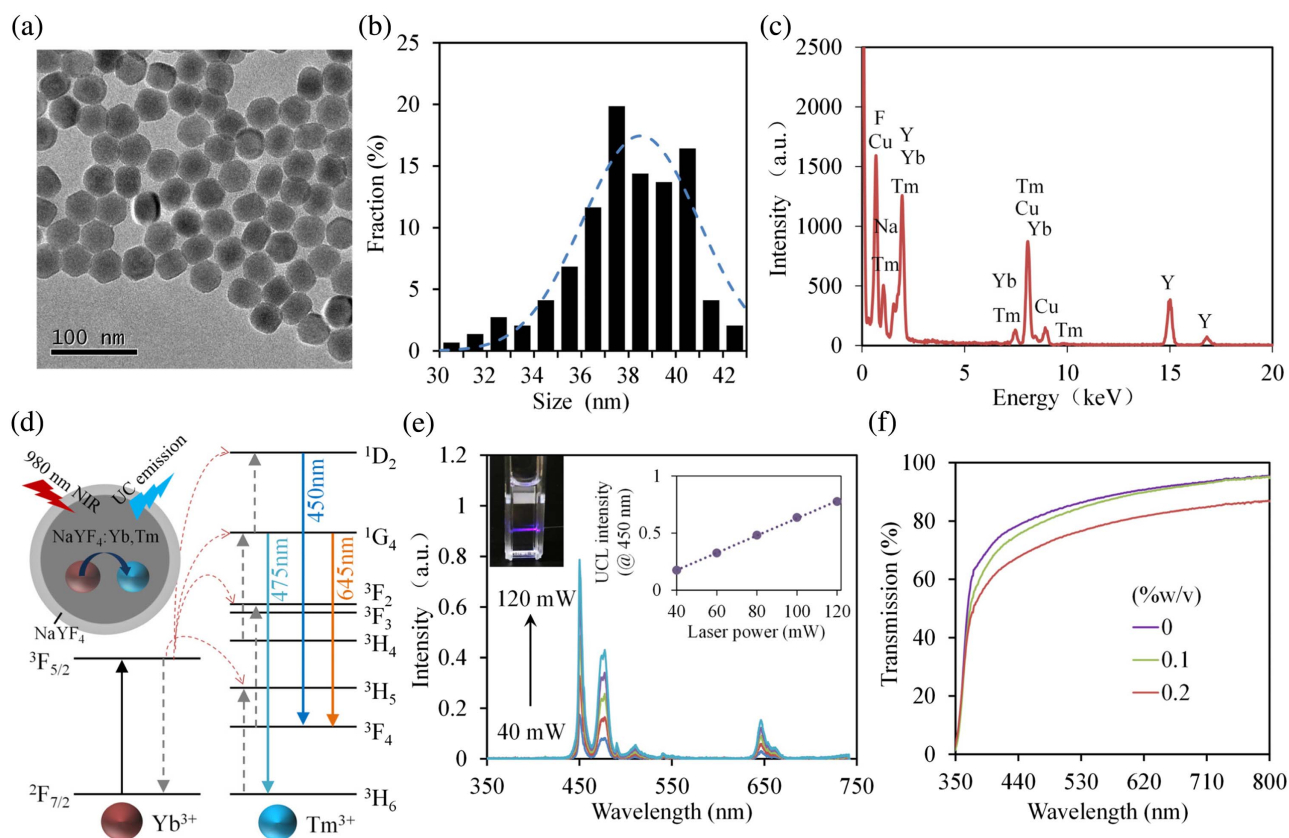 (a)
100 nm
(b)
25
20
15
10
5
0
Fraction (%)
30 32 34 36 38 40 42
Size (nm)
(c)
2500
2000
1500
1000
500
0
Intensity (a.u.)
F
Cu
Y
Yb
Tm
Na
Tm
Tm
Cu
Yb
Yb
Tm
Cu
Tm
Y
Y
0 5 10 15 20
Energy (keV)
(d)
980 nm NIR
UC emission
NaYF₄:Yb,Tm
NaYF₄
³F₅/₂
²F₇/₂
Yb³⁺
¹D₂
¹G₄
³F₂
³F₃
³H₄
³H₅
³F₄
³H₆
450nm
475nm
645nm
Tm³⁺
(e)
1.2
1
0.8
0.6
0.4
0.2
0
Intensity (a.u.)
120 mW
40 mW
UCL intensity
(@ 450 nm)
1
0.5
0
40 60 80 100 120
Laser power (mW)
350 450 550 650 750
Wavelength (nm)
(f)
100
80
60
40
20
0
Transmission (%)
(%w/v)
0
0.1
0.2
350 440 530 620 710 800
Wavelength (nm)